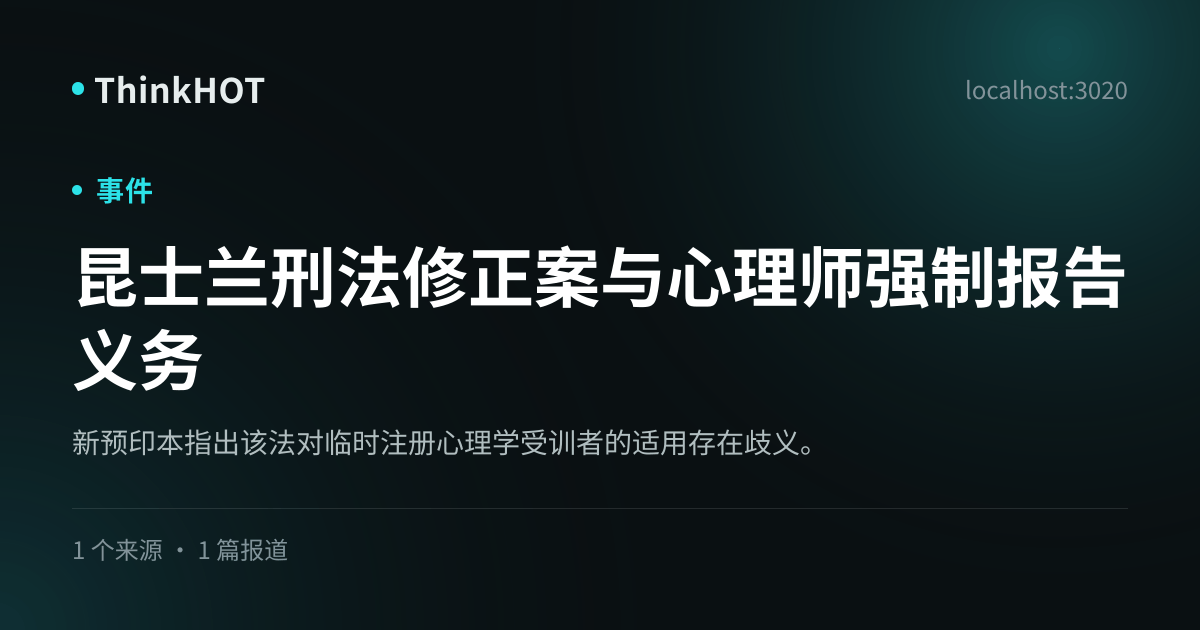 ThinkHOT
localhost:3020
事件
昆士兰刑法修正案与心理师强制报告
义务
新预印本指出该法对临时注册心理学受训者的适用存在歧义。
1 个来源 · 1 篇报道